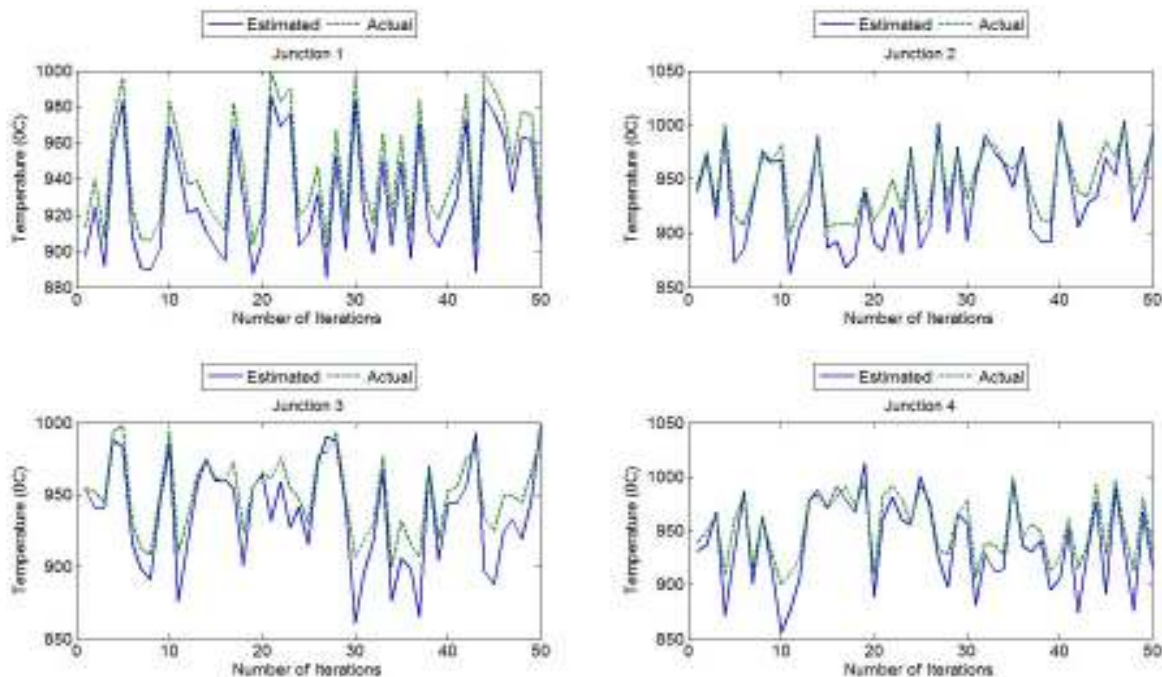 Estimated Actual
Junction 1
1000
980
960
940
920
900
880
Temperature (0C)
0 10 20 30 40 50
Number of Iterations
Estimated Actual
Junction 2
1050
1000
950
900
850
Temperature (0C)
0 10 20 30 40 50
Number of Iterations
Estimated Actual
Junction 3
1000
950
900
850
Temperature (0C)
0 10 20 30 40 50
Number of Iterations
Estimated Actual
Junction 4
1050
1000
950
900
850
Temperature (0C)
0 10 20 30 40 50
Number of Iterations